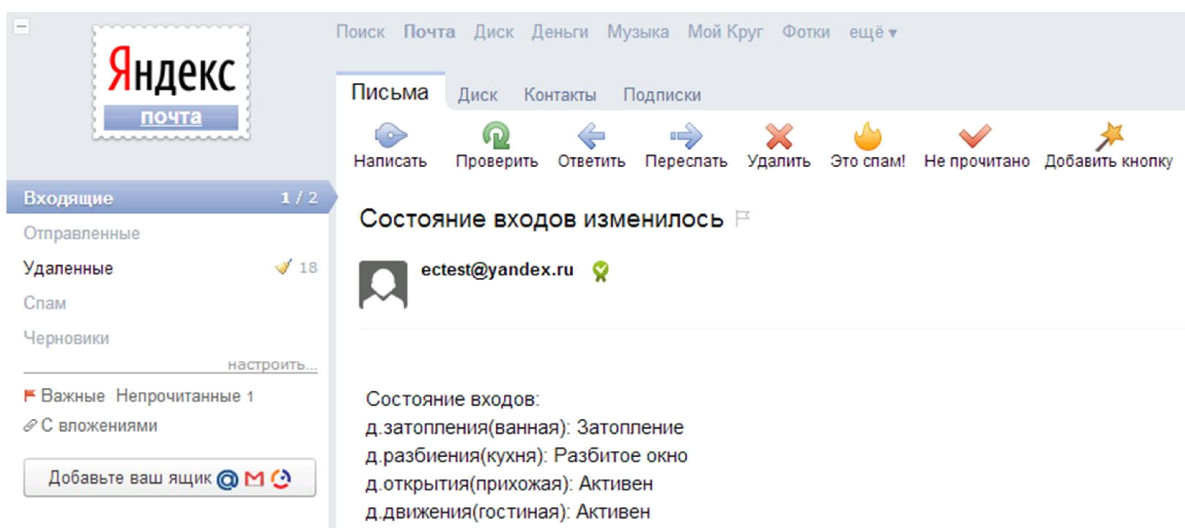 Поиск Почта Диск Деньги Музыка Мой Круг Фотки ещё ▾
Яндекс
почта
Письма Диск Контакты Подписки
Написать Проверить Ответить Переслать Удалить Это спам! Не прочитано Добавить кнопку
Входящие 1 / 2
Отправленные
Удаленные 18
Спам
Черновики
настроить...
Важные Непрочитанные 1
С вложениями
Добавьте ваш ящик
Состояние входов изменилось
ectest@yandex.ru
Состояние входов:
д.затопления(ванная): Затопление
д.разбиения(кухня): Разбитое окно
д.открытия(прихожая): Активен
д.движения(гостиная): Активен